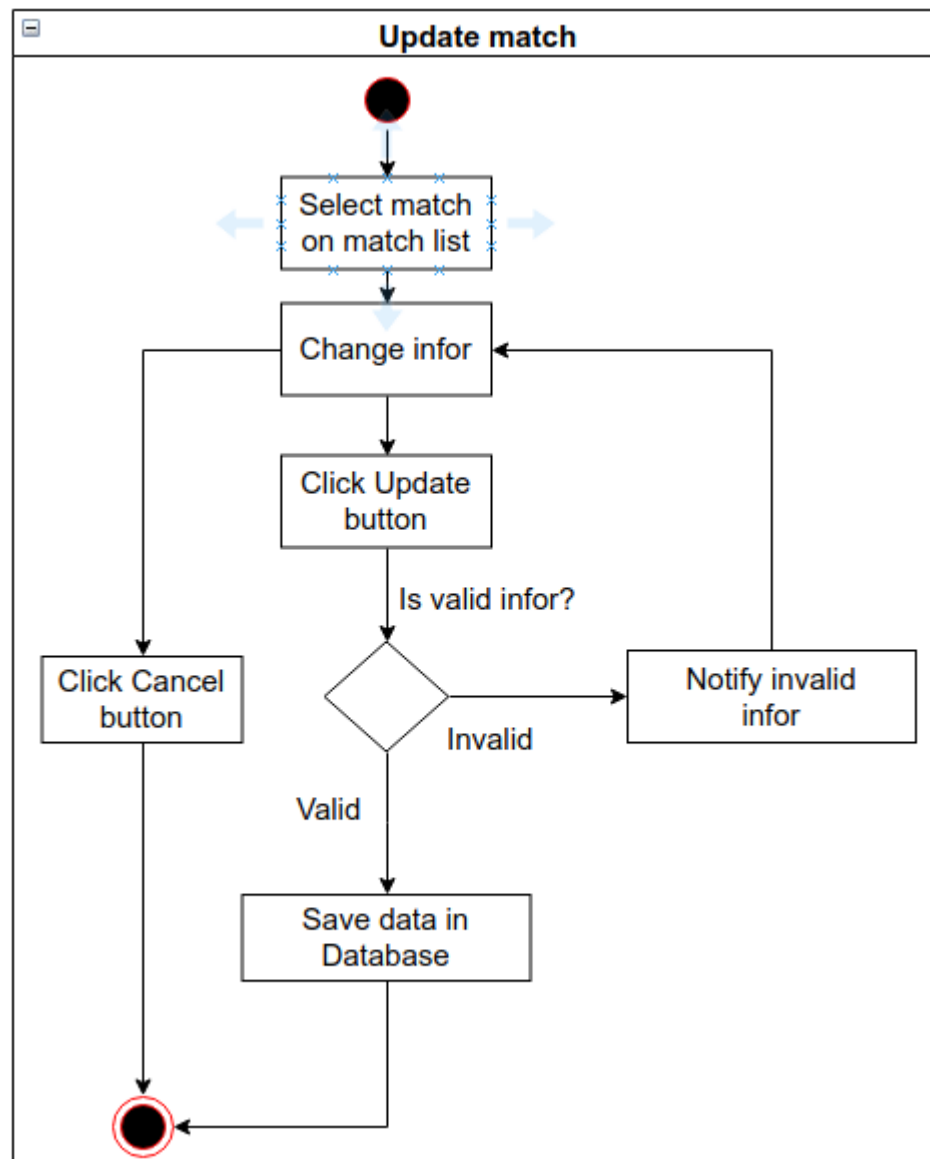 Update match
Select match
on match list
Change infor
Click Update
button
Is valid infor?
Click Cancel
button
Notify invalid
infor
Invalid
Valid
Save data in
Database